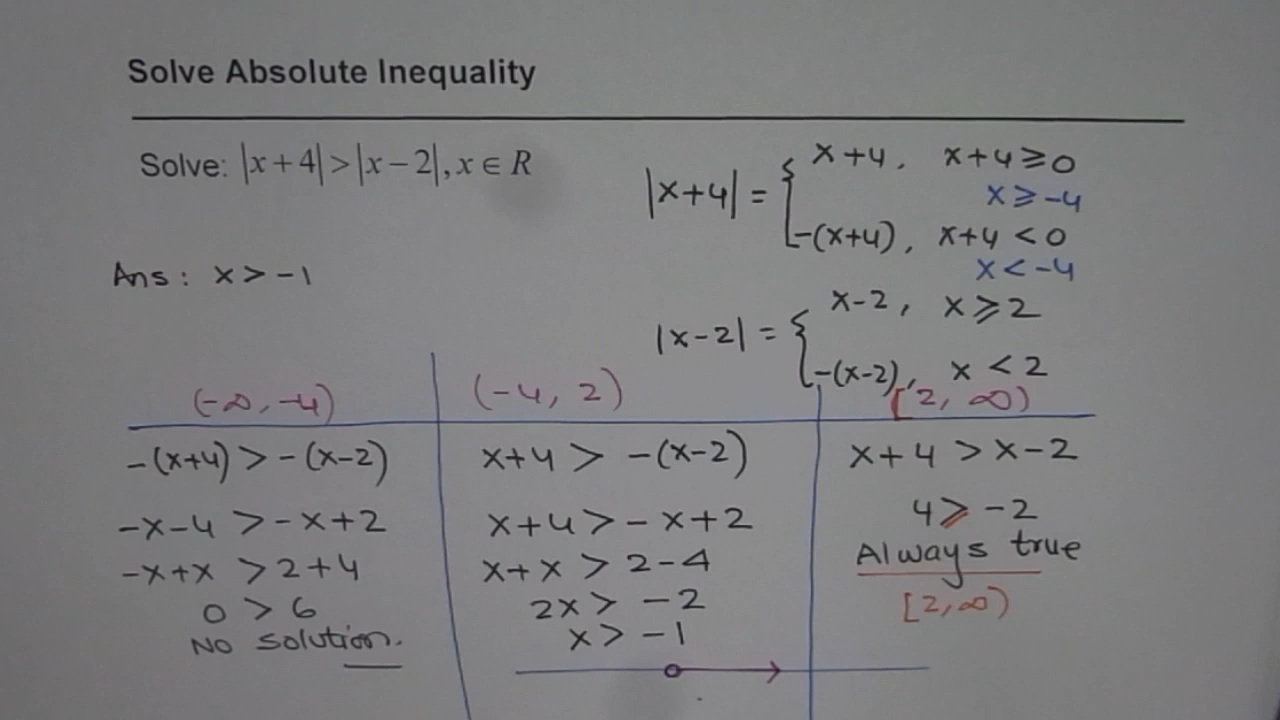 Solve Absolute Inequality
Solve: |x+4|>|x−2|, x∈R
|x+4| = { x+4, x+4≥0
x≥-4
-(x+4), x+4<0
x<-4
Ans: x>-1
|x-2| = { x-2, x≥2
-(x-2), x<2
(-∞,-4)
-(x+4)>-(x-2)
-x-4>-x+2
-x+x>2+4
0>6
No solution.
(-4, 2)
x+4>-(x-2)
x+4>-x+2
x+x>2-4
2x>-2
x>-1
[2, ∞)
x+4>x-2
4≥-2
Always true
[2,∞)